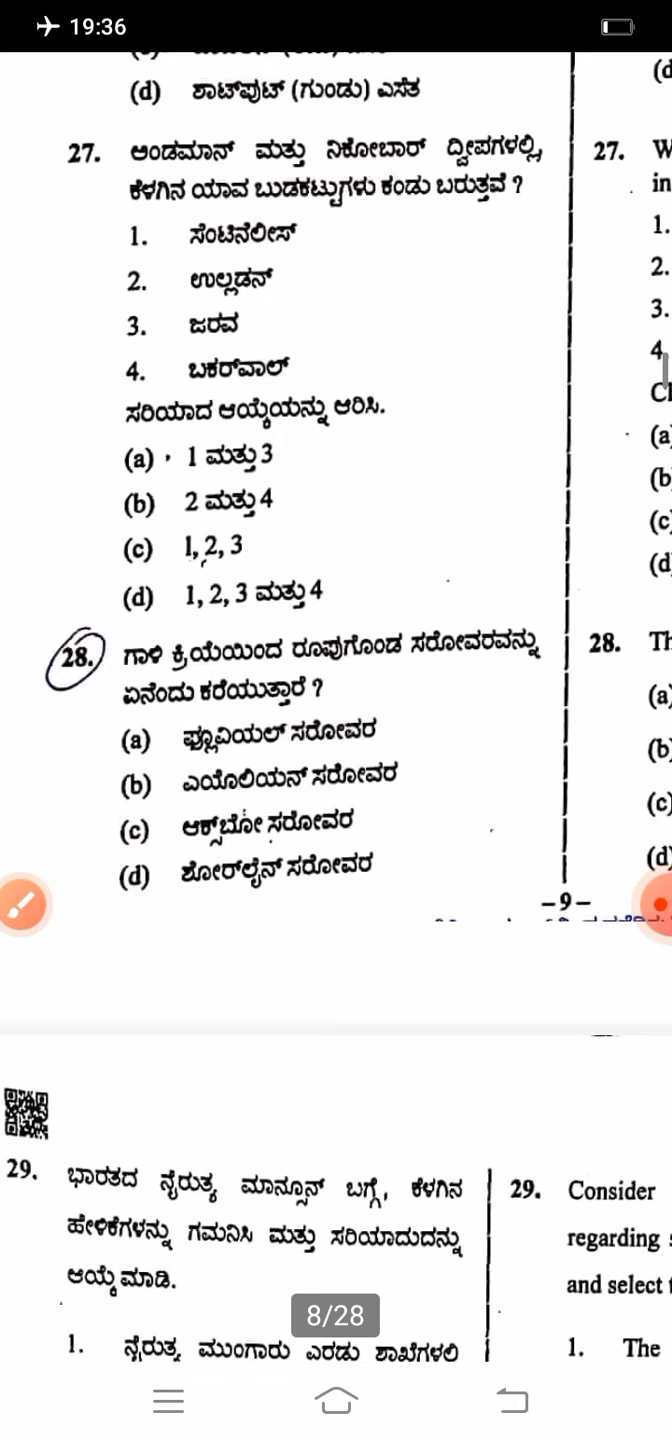 19:36
(d) ಶಾಟ್‌ಪುಟ್ (ಗುಂಡು) ಎಸೆತ
(d
27. ಅಂಡಮಾನ್ ಮತ್ತು ನಿಕೋಬಾರ್ ದ್ವೀಪಗಳಲ್ಲಿ,
ಕೆಳಗಿನ ಯಾವ ಬುಡಕಟ್ಟುಗಳು ಕಂಡು ಬರುತ್ತವೆ ?
1. ಸೆಂಟಿನೆಲೀಸ್
2. ಉಲ್ಲಡನ್
3. ಜರವ
4. ಬಕರ್‌ವಾಲ್
ಸರಿಯಾದ ಆಯ್ಕೆಯನ್ನು ಆರಿಸಿ.
(a) 1 ಮತ್ತು 3
(b) 2 ಮತ್ತು 4
(c) 1, 2, 3
(d) 1, 2, 3 ಮತ್ತು 4
28. ಗಾಳಿ ಕ್ರಿಯೆಯಿಂದ ರೂಪುಗೊಂಡ ಸರೋವರವನ್ನು
ಏನೆಂದು ಕರೆಯುತ್ತಾರೆ ?
(a) ಫ್ಲೂವಿಯಲ್ ಸರೋವರ
(b) ಎಯೊಲಿಯನ್ ಸರೋವರ
(c) ಆಕ್ಸ್‌ಬೋ ಸರೋವರ
(d) ಶೋರ್‌ಲೈನ್ ಸರೋವರ
27. W
in
1.
2.
3.
4
(a
(b
(c
(d
28. Th
(a
(b
(c
(d
–9–
29. ಭಾರತದ ನೈರುತ್ಯ ಮಾನ್ಸೂನ್ ಬಗ್ಗೆ, ಕೆಳಗಿನ
ಹೇಳಿಕೆಗಳನ್ನು ಗಮನಿಸಿ ಮತ್ತು ಸರಿಯಾದುದನ್ನು
ಆಯ್ಕೆ ಮಾಡಿ.
1. ನೈರುತ್ಯ ಮುಂಗಾರು ಎರಡು ಶಾಖೆಗಳಲಿ
29. Consider
regarding
and select
1. The
8/28